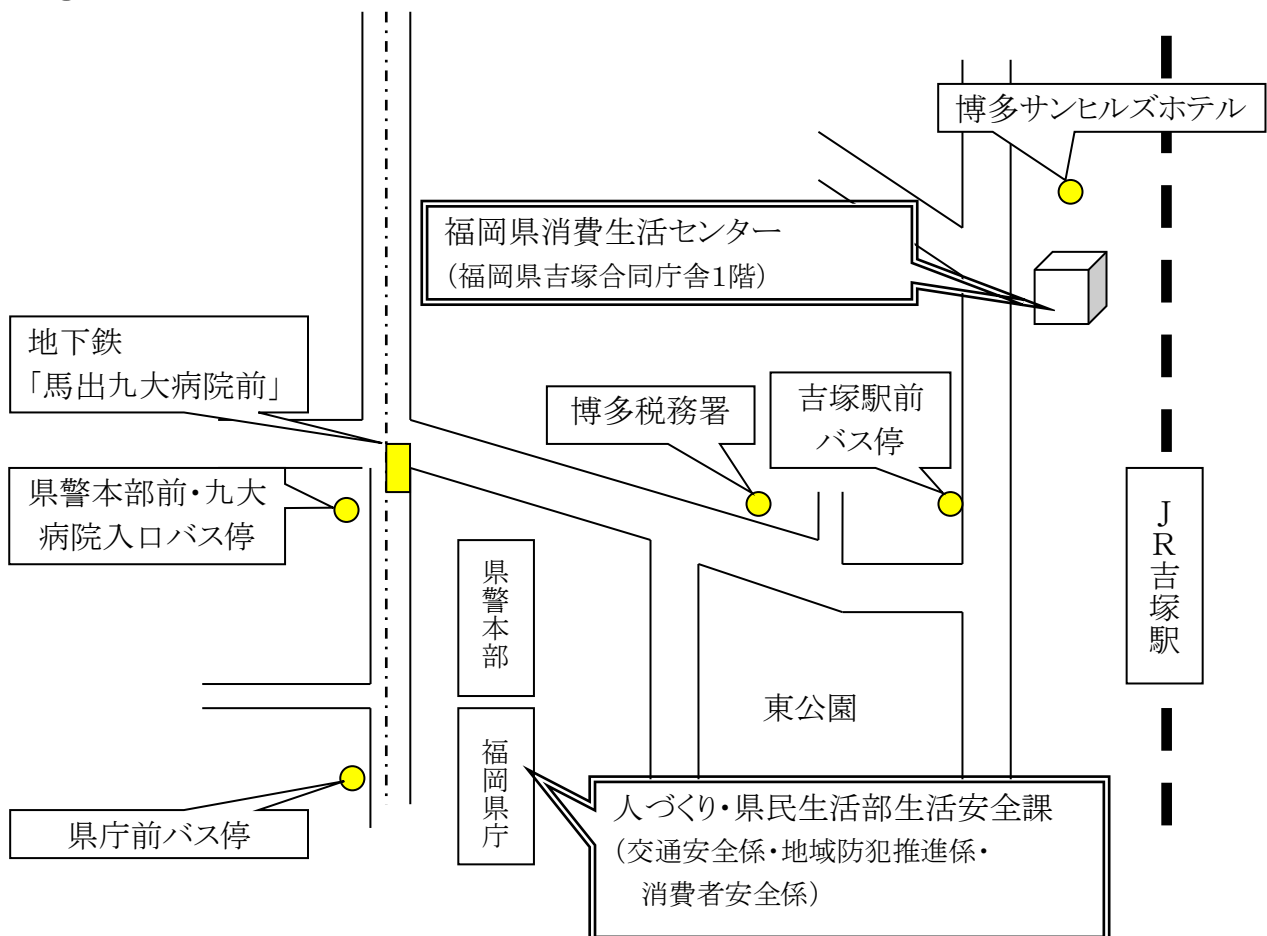 博多サンヒルズホテル
福岡県消費生活センター
（福岡県吉塚合同庁舎1階）
地下鉄
「馬出九大病院前」
博多税務署
吉塚駅前
バス停
県警本部前・九大
病院入口バス停
県警本部
JR吉塚駅
東公園
福岡県庁
県庁前バス停
人づくり・県民生活部生活安全課
（交通安全係・地域防犯推進係・
消費者安全係）